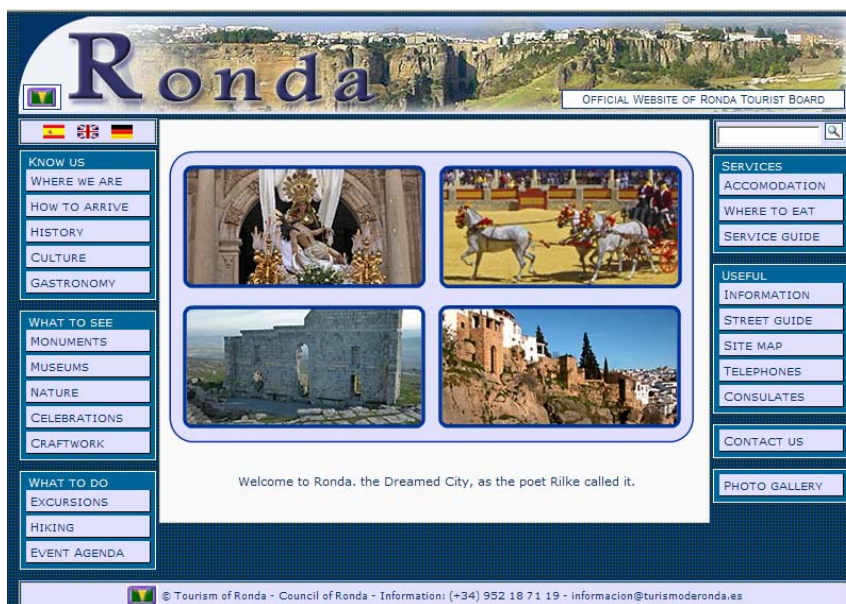 Ronda
OFFICIAL WEBSITE OF RONDA TOURIST BOARD
KNOW US
WHERE WE ARE
HOW TO ARRIVE
HISTORY
CULTURE
GASTRONOMY
WHAT TO SEE
MONUMENTS
MUSEUMS
NATURE
CELEBRATIONS
CRAFTWORK
WHAT TO DO
EXCURSIONS
HIKING
EVENT AGENDA
Welcome to Ronda. the Dreamed City, as the poet Rilke called it.
SERVICES
ACCOMODATION
WHERE TO EAT
SERVICE GUIDE
USEFUL
INFORMATION
STREET GUIDE
SITE MAP
TELEPHONES
CONSULATES
CONTACT US
PHOTO GALLERY
© Tourism of Ronda - Council of Ronda - Information: (+34) 952 18 71 19 - informacion@turismoderonda.es